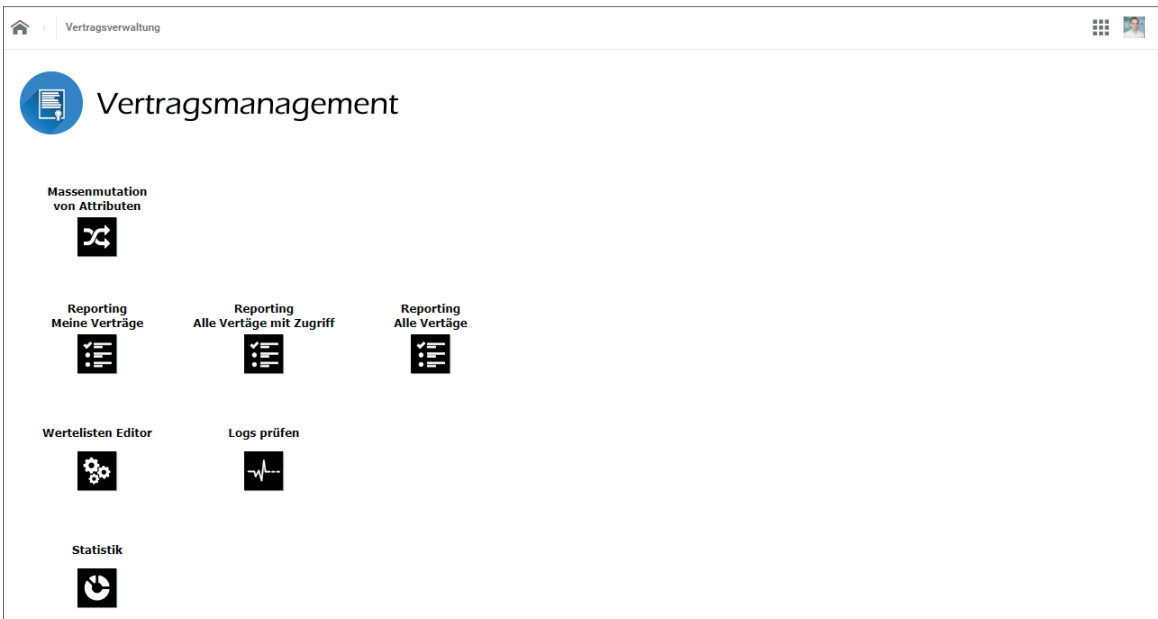 Vertragsverwaltung
Vertragsmanagement
Massenmutation
von Attributen
Reporting
Meine Verträge
Reporting
Alle Vertäge mit Zugriff
Reporting
Alle Vertäge
Wertelisten Editor
Logs prüfen
Statistik